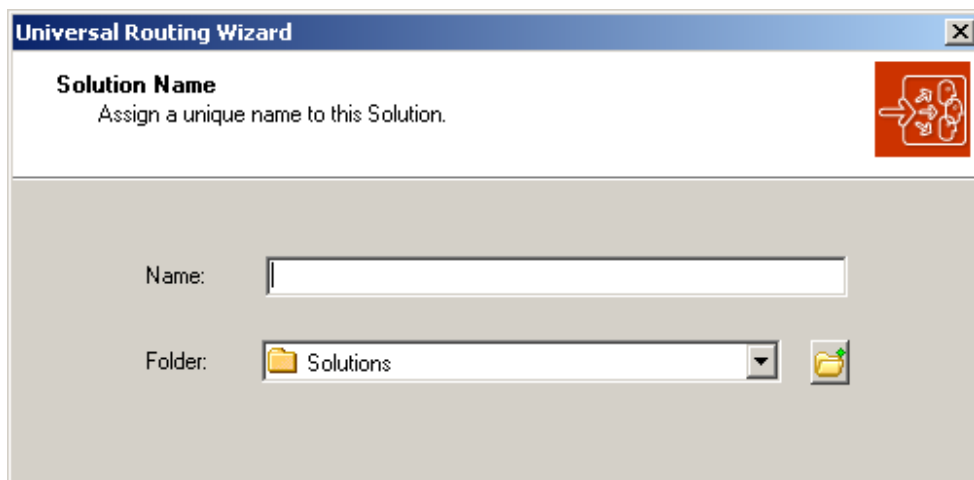 Universal Routing Wizard
Solution Name
Assign a unique name to this Solution.
Name:
Folder: Solutions